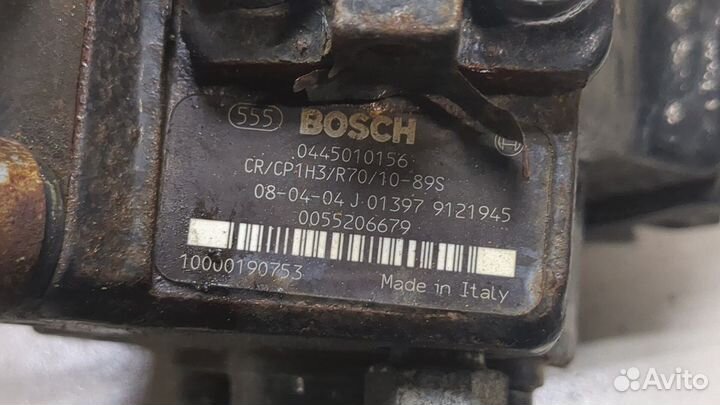 555 BOSCH
0445010156
CR/CP1H3/R70/10-89S
08-04-04 J 01397 9121945
0055206679
10000190753
Made in Italy
Avito